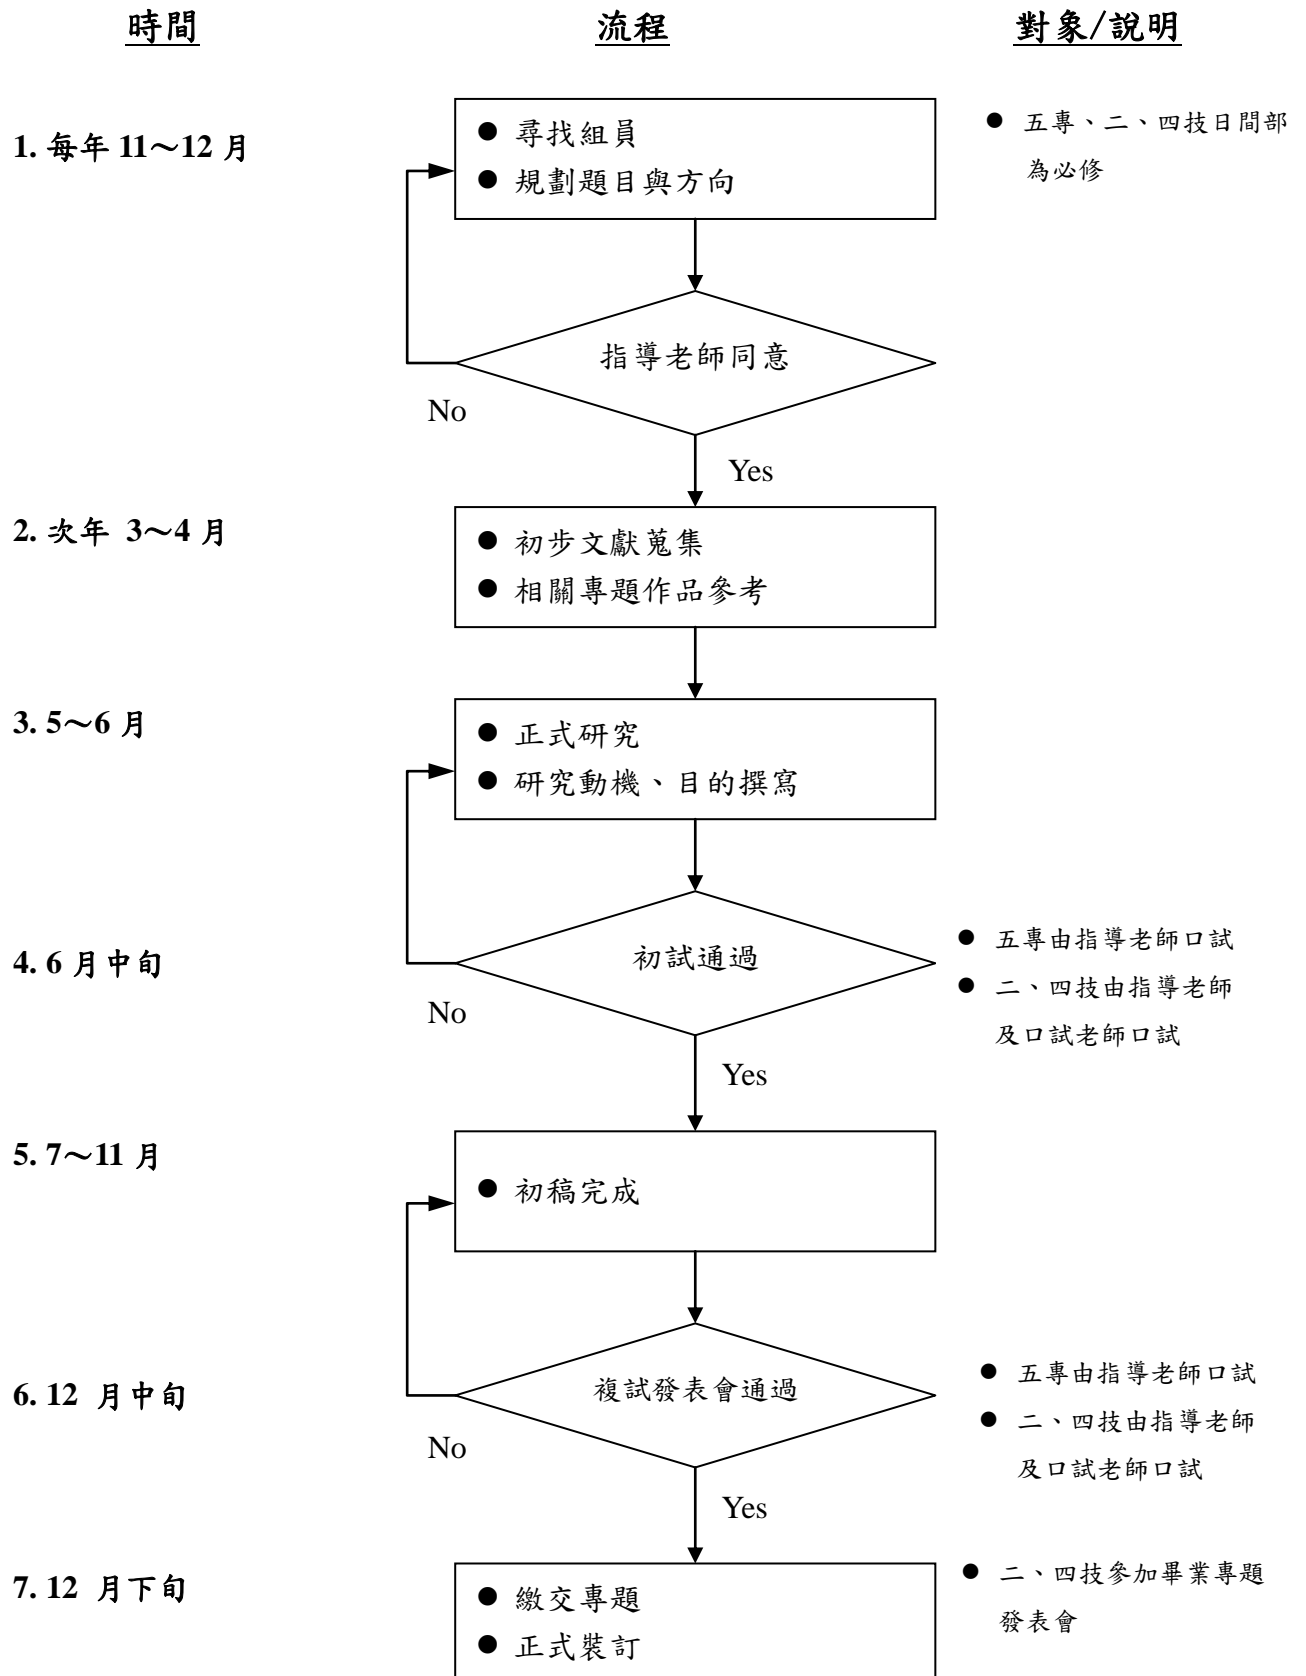 時間 流程 對象/說明
1. 每年 11～12 月
● 尋找組員
● 規劃題目與方向
● 五專、二、四技日間部
為必修
指導老師同意
No
Yes
2. 次年 3～4 月
● 初步文獻蒐集
● 相關專題作品參考
3. 5～6 月
● 正式研究
● 研究動機、目的撰寫
4. 6 月中旬
初試通過
No
Yes
● 五專由指導老師口試
● 二、四技由指導老師
及口試老師口試
5. 7～11 月
● 初稿完成
6. 12 月中旬
複試發表會通過
No
Yes
● 五專由指導老師口試
● 二、四技由指導老師
及口試老師口試
7. 12 月下旬
● 繳交專題
● 正式裝訂
● 二、四技參加畢業專題
發表會